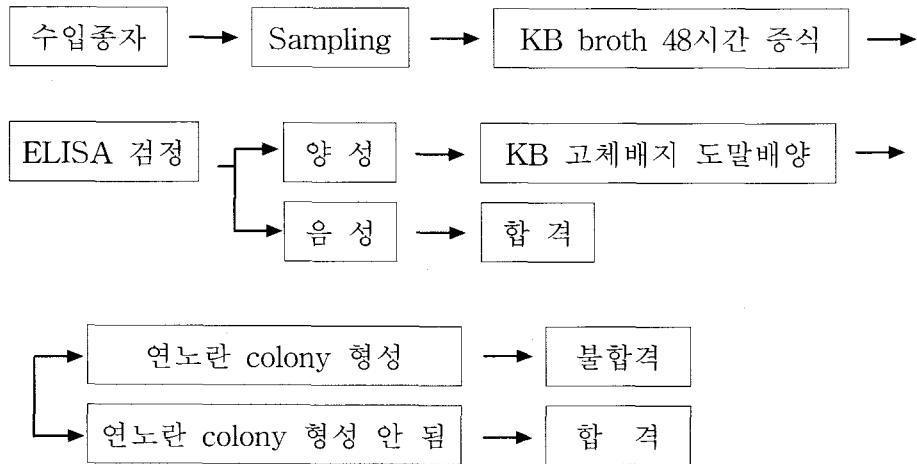 수입종자 → Sampling → KB broth 48시간 증식 →
ELISA 검정 → 양 성 → KB 고체배지 도말배양 →
→ 음 성 → 합 격
→ 연노란 colony 형성 → 불합격
→ 연노란 colony 형성 안 됨 → 합 격